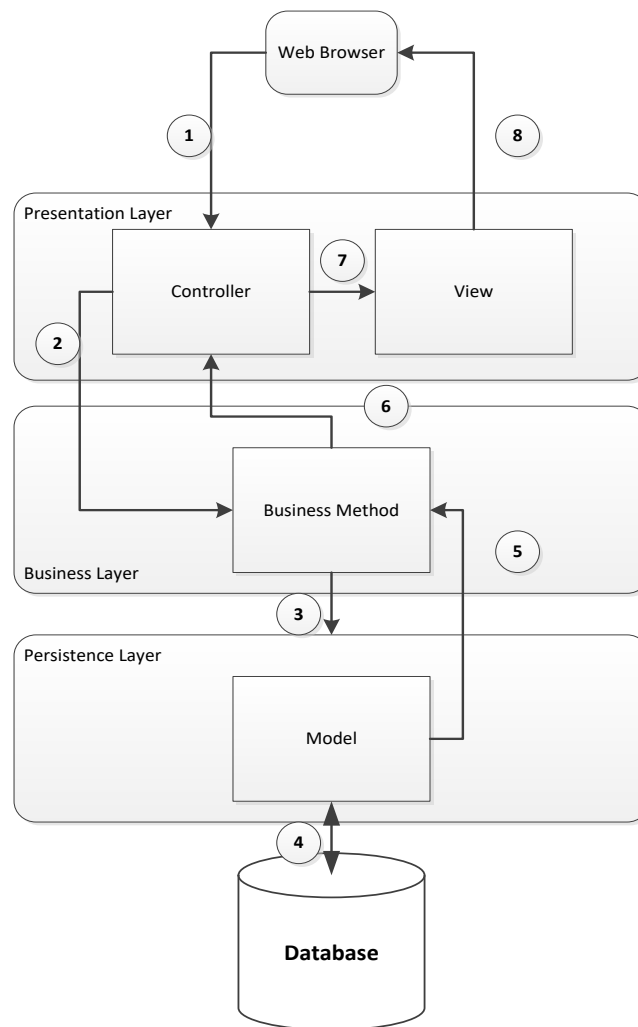 Web Browser
1
8
Presentation Layer
Controller
7
View
2
6
Business Method
5
Business Layer
3
Persistence Layer
Model
4
Database